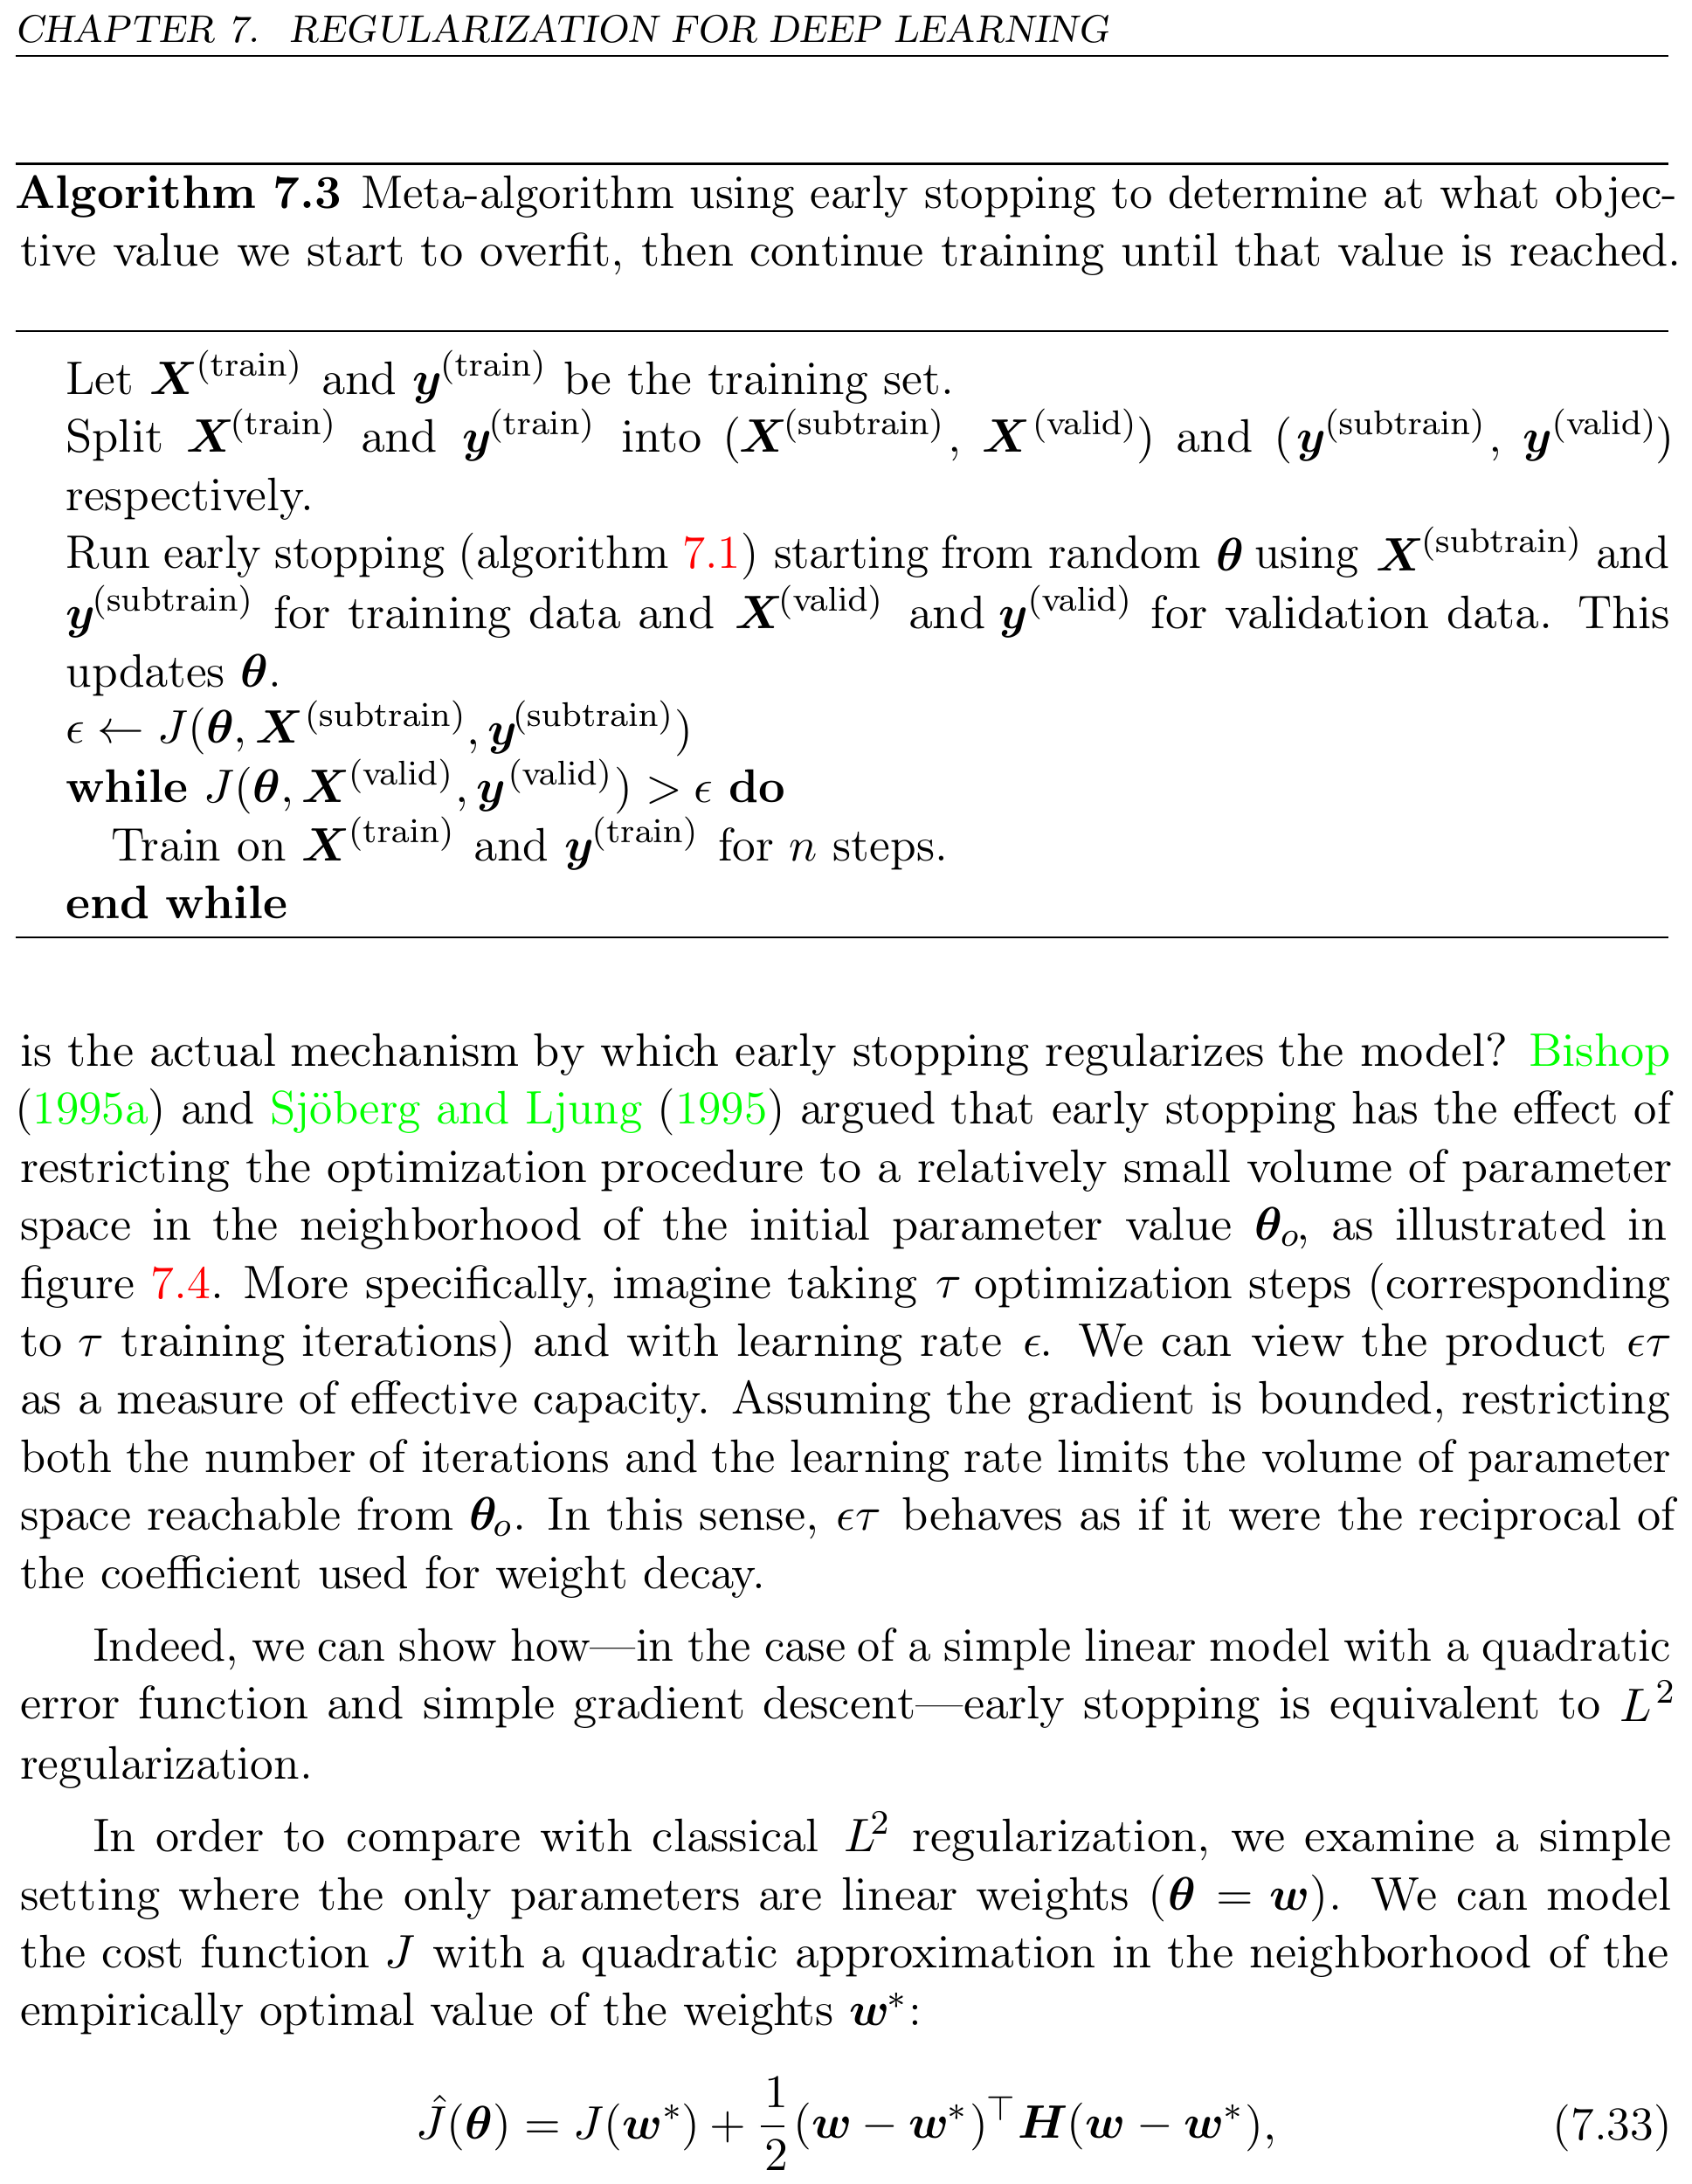 CHAPTER 7. REGULARIZATION FOR DEEP LEARNING
Algorithm 7.3 Meta-algorithm using early stopping to determine at what objec-
tive value we start to overfit, then continue training until that value is reached.
Let X^(train) and y^(train) be the training set.
Split X^(train) and y^(train) into (X^(subtrain), X^(valid)) and (y^(subtrain), y^(valid))
respectively.
Run early stopping (algorithm 7.1) starting from random θ using X^(subtrain) and
y^(subtrain) for training data and X^(valid) and y^(valid) for validation data. This
updates θ.
ϵ ← J(θ, X^(subtrain), y^(subtrain))
while J(θ, X^(valid), y^(valid)) > ϵ do
Train on X^(train) and y^(train) for n steps.
end while
is the actual mechanism by which early stopping regularizes the model? Bishop
(1995a) and Sjöberg and Ljung (1995) argued that early stopping has the effect of
restricting the optimization procedure to a relatively small volume of parameter
space in the neighborhood of the initial parameter value θ_o, as illustrated in
figure 7.4. More specifically, imagine taking τ optimization steps (corresponding
to τ training iterations) and with learning rate ϵ. We can view the product ϵτ
as a measure of effective capacity. Assuming the gradient is bounded, restricting
both the number of iterations and the learning rate limits the volume of parameter
space reachable from θ_o. In this sense, ϵτ behaves as if it were the reciprocal of
the coefficient used for weight decay.
Indeed, we can show how—in the case of a simple linear model with a quadratic
error function and simple gradient descent—early stopping is equivalent to L²
regularization.
In order to compare with classical L² regularization, we examine a simple
setting where the only parameters are linear weights (θ = w). We can model
the cost function J with a quadratic approximation in the neighborhood of the
empirically optimal value of the weights w*:
Ĵ(θ) = J(w*) + 1/2 (w − w*)^⊤ H(w − w*), (7.33)